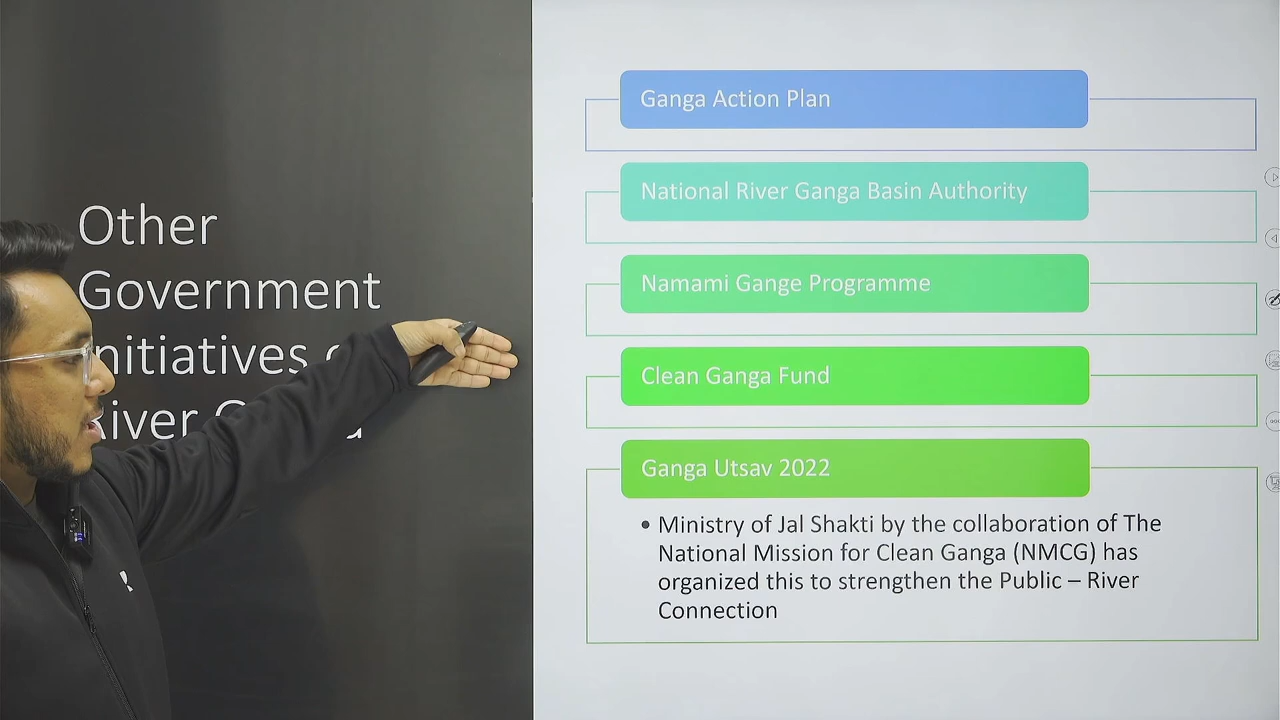 Other
Government
nitiatives
River
Ganga Action Plan
National River Ganga Basin Authority
Namami Gange Programme
Clean Ganga Fund
Ganga Utsav 2022
• Ministry of Jal Shakti by the collaboration of The
National Mission for Clean Ganga (NMCG) has
organized this to strengthen the Public – River
Connection